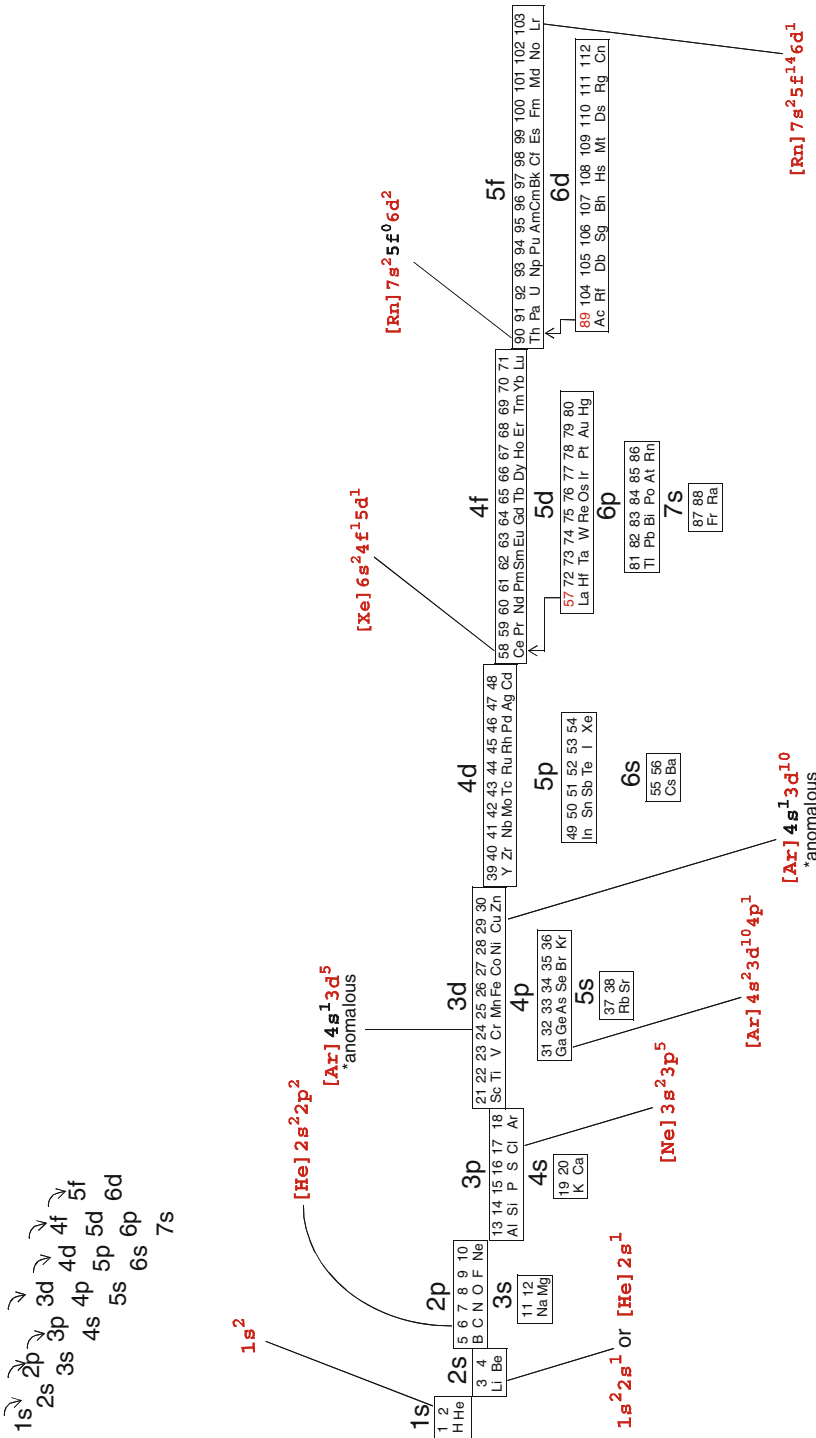 1s 2p 3p 3d 4d 4f 5f
2s 3s 4s 4p 5p 5d 6d
5s 6s 6p
7s
1s²
[He]2s²2p²
[Ar]4s¹3d⁵
*anomalous
[Xe]6s²4f¹5d¹
[Rn]7s²5f⁰6d²
1s
1 2
H He
2s
3 4
Li Be
2p
5 6 7 8 9 10
B C N O F Ne
3s
11 12
Na Mg
3p
13 14 15 16 17 18
Al Si P S Cl Ar
4s
19 20
K Ca
3d
21 22 23 24 25 26 27 28 29 30
Sc Ti V Cr Mn Fe Co Ni Cu Zn
4p
31 32 33 34 35 36
Ga Ge As Se Br Kr
5s
37 38
Rb Sr
4d
39 40 41 42 43 44 45 46 47 48
Y Zr Nb Mo Tc Ru Rh Pd Ag Cd
5p
49 50 51 52 53 54
In Sn Sb Te I Xe
6s
55 56
Cs Ba
4f
58 59 60 61 62 63 64 65 66 67 68 69 70 71
Ce Pr Nd Pm Sm Eu Gd Tb Dy Ho Er Tm Yb Lu
5d
57 72 73 74 75 76 77 78 79 80
La Hf Ta W Re Os Ir Pt Au Hg
6p
81 82 83 84 85 86
Tl Pb Bi Po At Rn
7s
87 88
Fr Ra
5f
90 91 92 93 94 95 96 97 98 99 100 101 102 103
Th Pa U Np Pu Am Cm Bk Cf Es Fm Md No Lr
6d
89 104 105 106 107 108 109 110 111 112
Ac Rf Db Sg Bh Hs Mt Ds Rg Cn
1s²2s¹ or [He]2s¹
[Ne]3s²3p⁵
[Ar]4s²3d¹⁰4p¹
[Ar]4s¹3d¹⁰
*anomalous
[Rn]7s²5f¹⁴6d¹